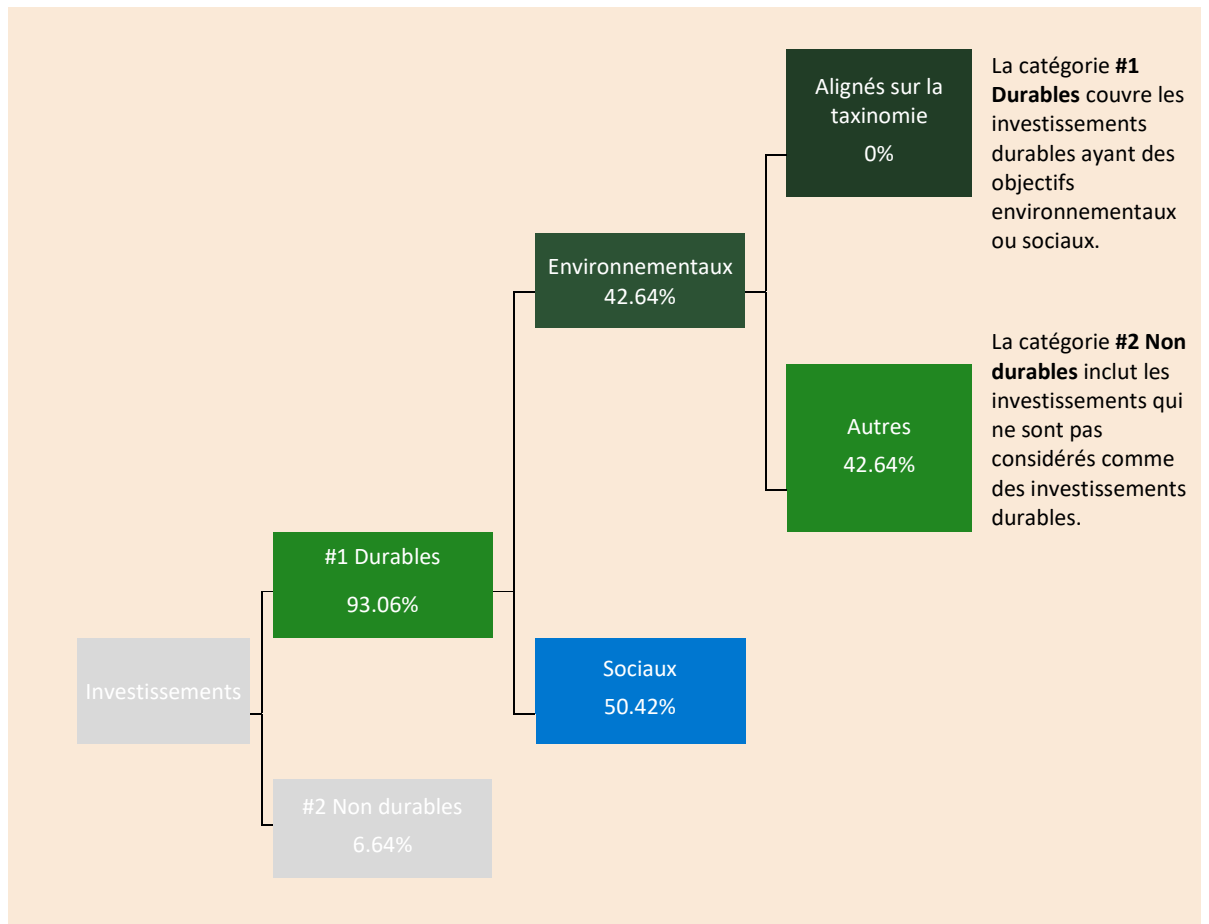 Alignés sur la
taxinomie
0%
La catégorie #1
Durables couvre les
investissements
durables ayant des
objectifs
environnementaux
ou sociaux.
Environnementaux
42.64%
La catégorie #2 Non
durables inclut les
investissements qui
ne sont pas
considérés comme
des investissements
durables.
Autres
42.64%
#1 Durables
93.06%
Sociaux
50.42%
Investissements
#2 Non durables
6.64%